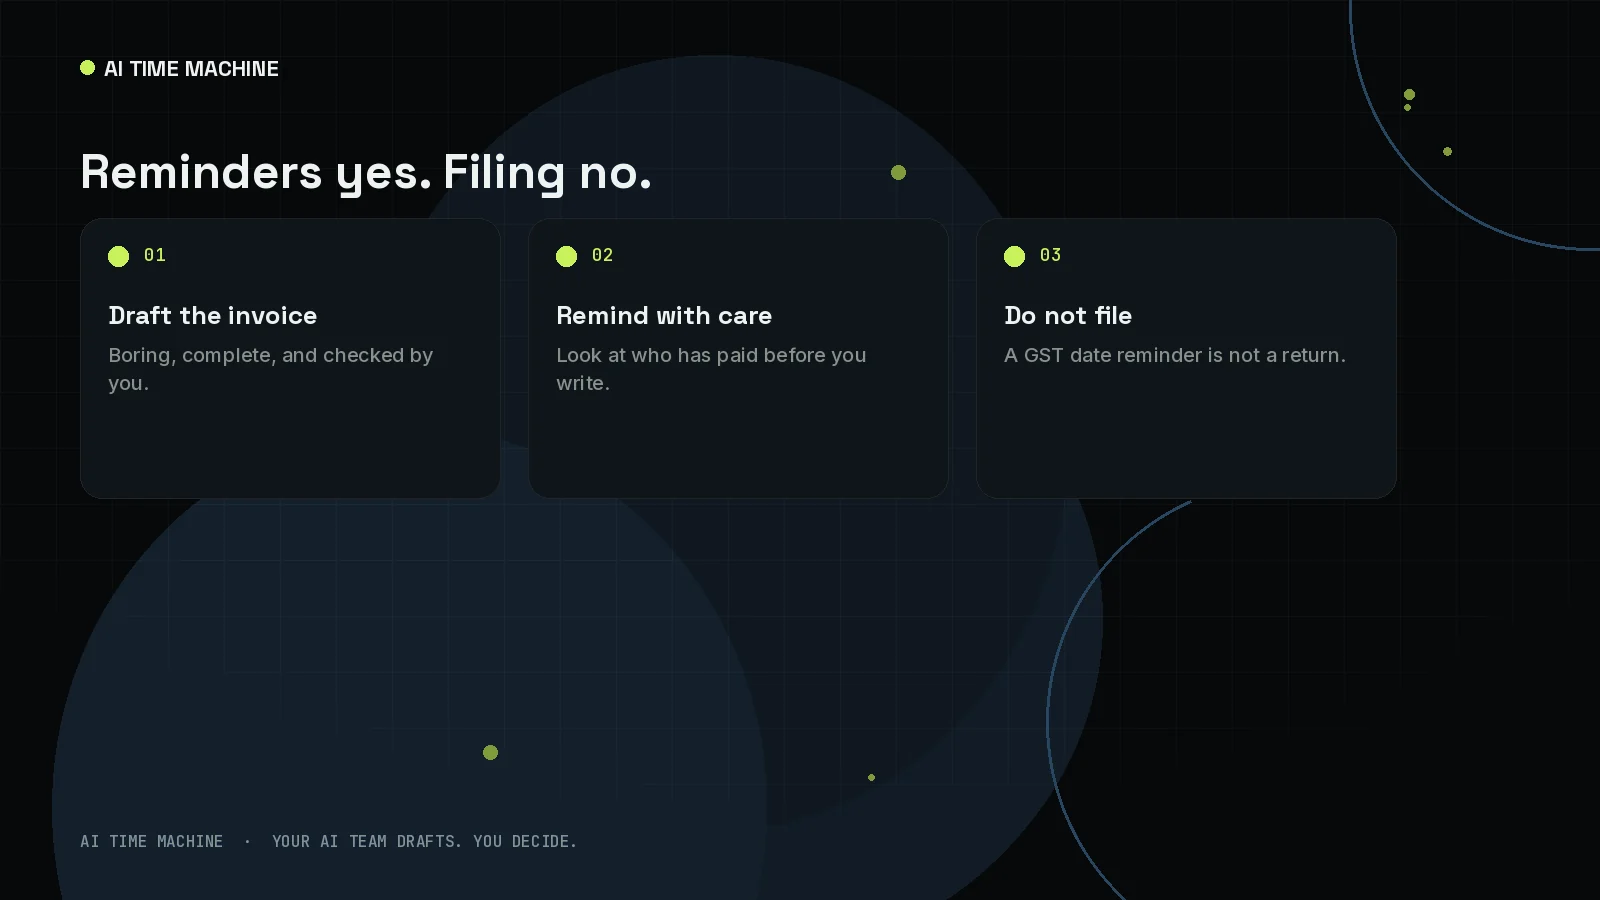 AI TIME MACHINE
Reminders yes. Filing no.
01
Draft the invoice
Boring, complete, and checked by
you.
02
Remind with care
Look at who has paid before you
write.
03
Do not file
A GST date reminder is not a return.
AI TIME MACHINE · YOUR AI TEAM DRAFTS. YOU DECIDE.